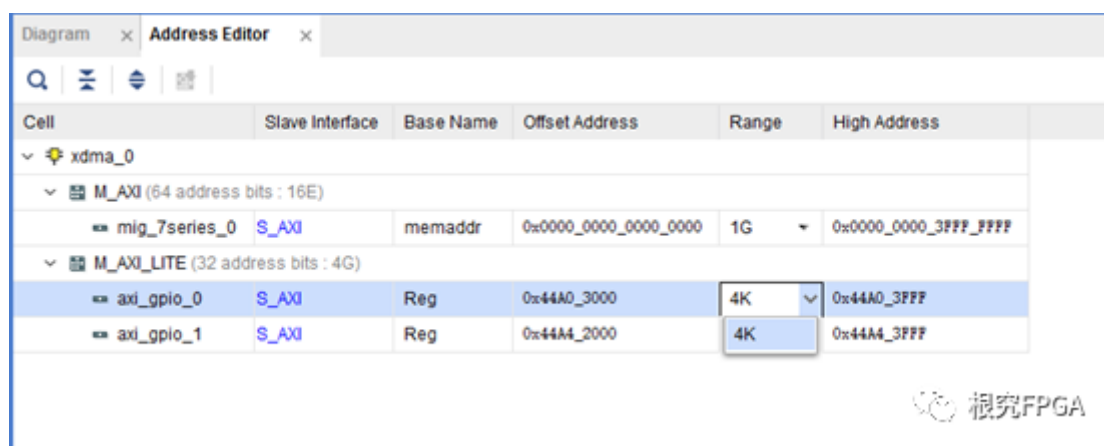 Diagram × Address Editor ×
Cell Slave Interface Base Name Offset Address Range High Address
xdma_0
M_AXI (64 address bits : 16E)
mig_7series_0 S_AXI memaddr 0x0000_0000_0000_0000 1G 0x0000_0000_3FFF_FFFF
M_AXI_LITE (32 address bits : 4G)
axi_gpio_0 S_AXI Reg 0x44A0_3000 4K 0x44A0_3FFF
axi_gpio_1 S_AXI Reg 0x44A4_2000 4K 0x44A4_3FFF
根究FPGA